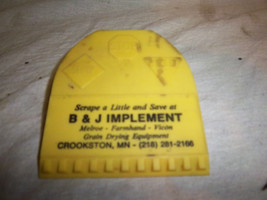 Scrape a Little and Save at
B & J IMPLEMENT
Melroe - Farmhand - Vicon
Grain Drying Equipment
CROOKSTON, MN - (218) 281-2166